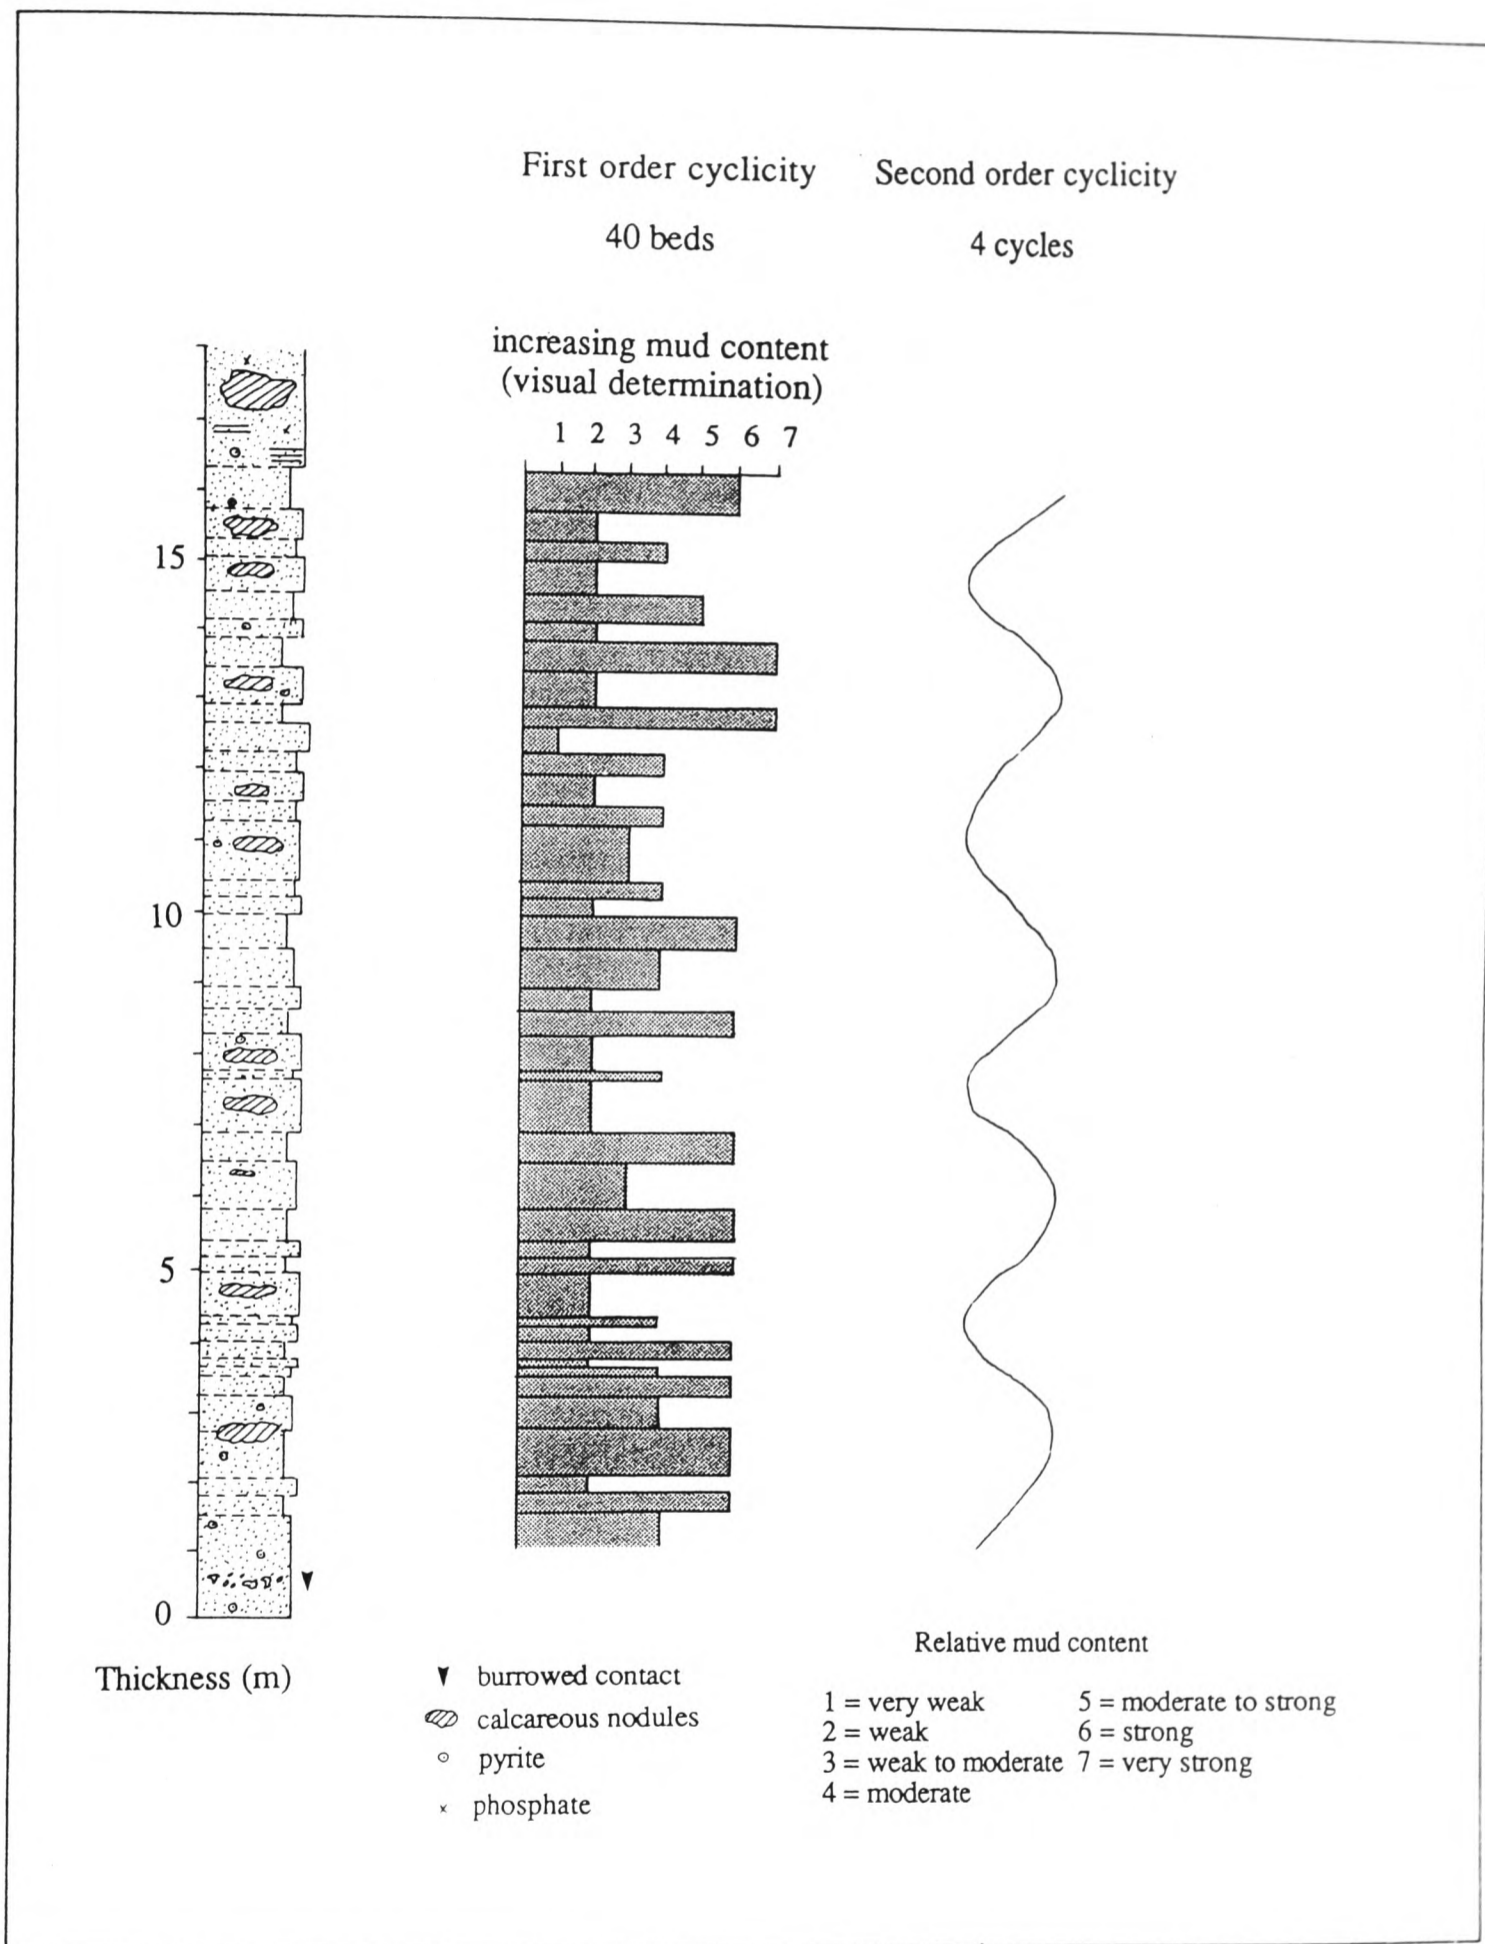 First order cyclicity
Second order cyclicity
40 beds
4 cycles
increasing mud content
(visual determination)
1 2 3 4 5 6 7
15
10
5
0
Thickness (m)
burrowed contact
calcareous nodules
pyrite
phosphate
Relative mud content
1 = very weak
2 = weak
3 = weak to moderate
4 = moderate
5 = moderate to strong
6 = strong
7 = very strong